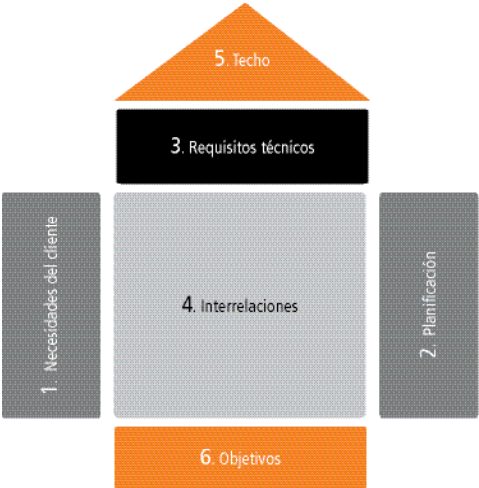 5. Techo
3. Requisitos técnicos
1. Necesidades del cliente
4. Interrelaciones
2. Planificación
6. Objetivos